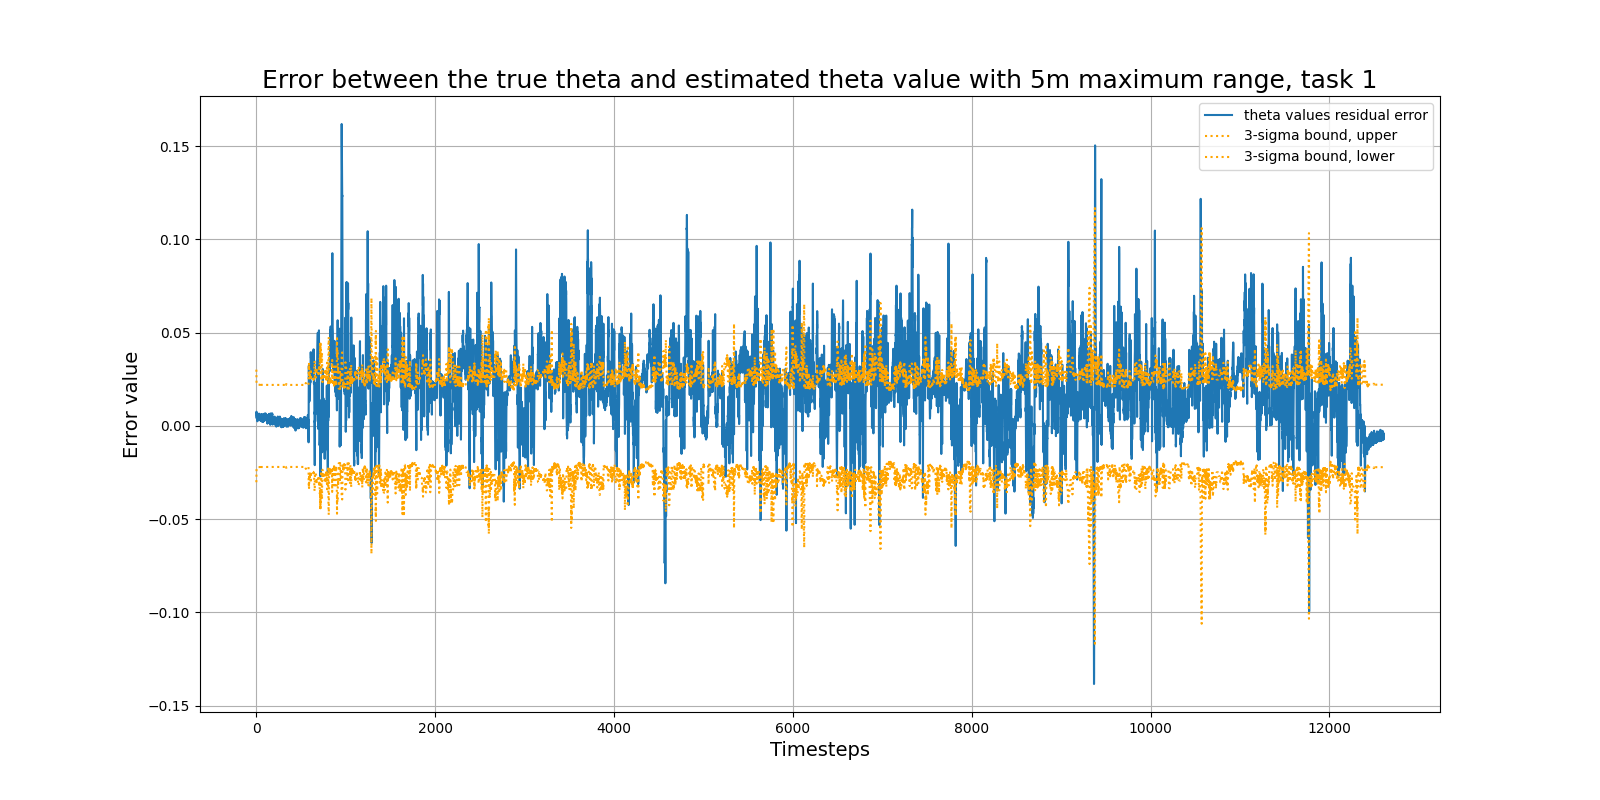 Error between the true theta and estimated theta value with 5m maximum range, task 1
theta values residual error
3-sigma bound, upper
3-sigma bound, lower
Error value
0.15
0.10
0.05
0.00
−0.05
−0.10
−0.15
0 2000 4000 6000 8000 10000 12000
Timesteps